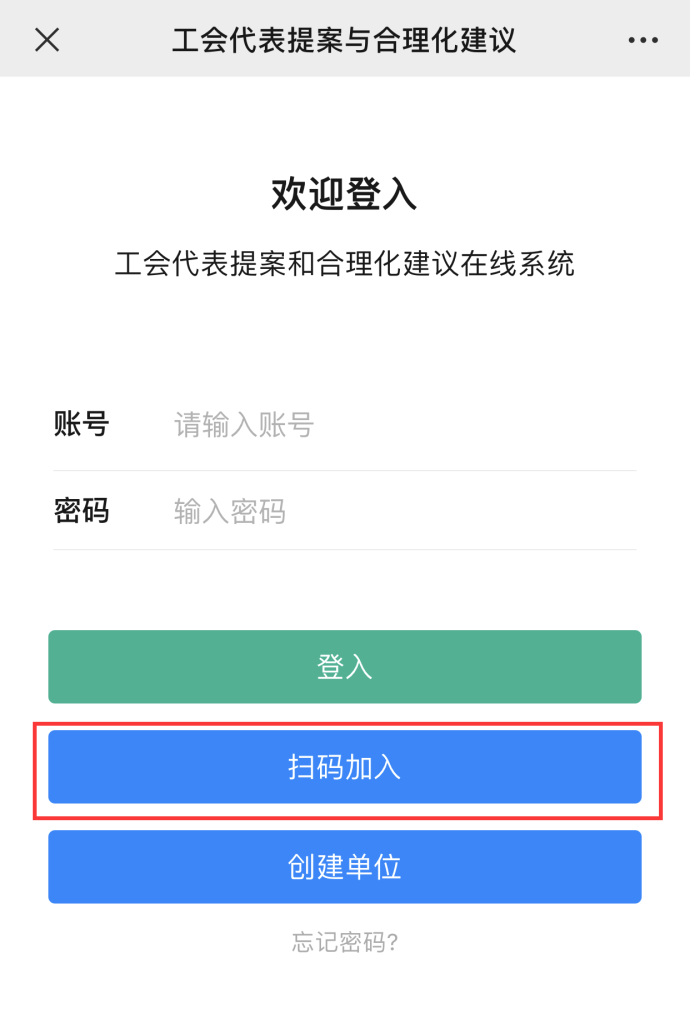 工会代表提案与合理化建议
欢迎登入
工会代表提案和合理化建议在线系统
账号 请输入账号
密码 输入密码
登入
扫码加入
创建单位
忘记密码?